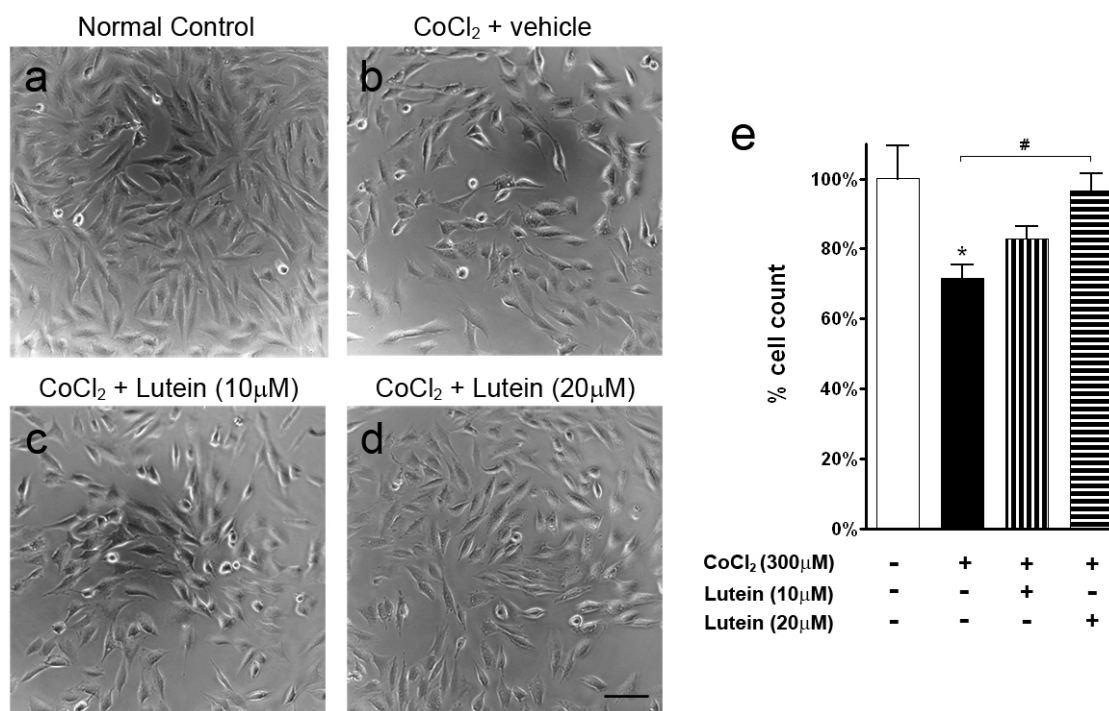 Normal Control
CoCl₂ + vehicle
a
b
CoCl₂ + Lutein (10μM)
CoCl₂ + Lutein (20μM)
c
d
e
#
*
% cell count
100%
80%
60%
40%
20%
0%
CoCl₂ (300μM) - + + +
Lutein (10μM) - - + -
Lutein (20μM) - - - +